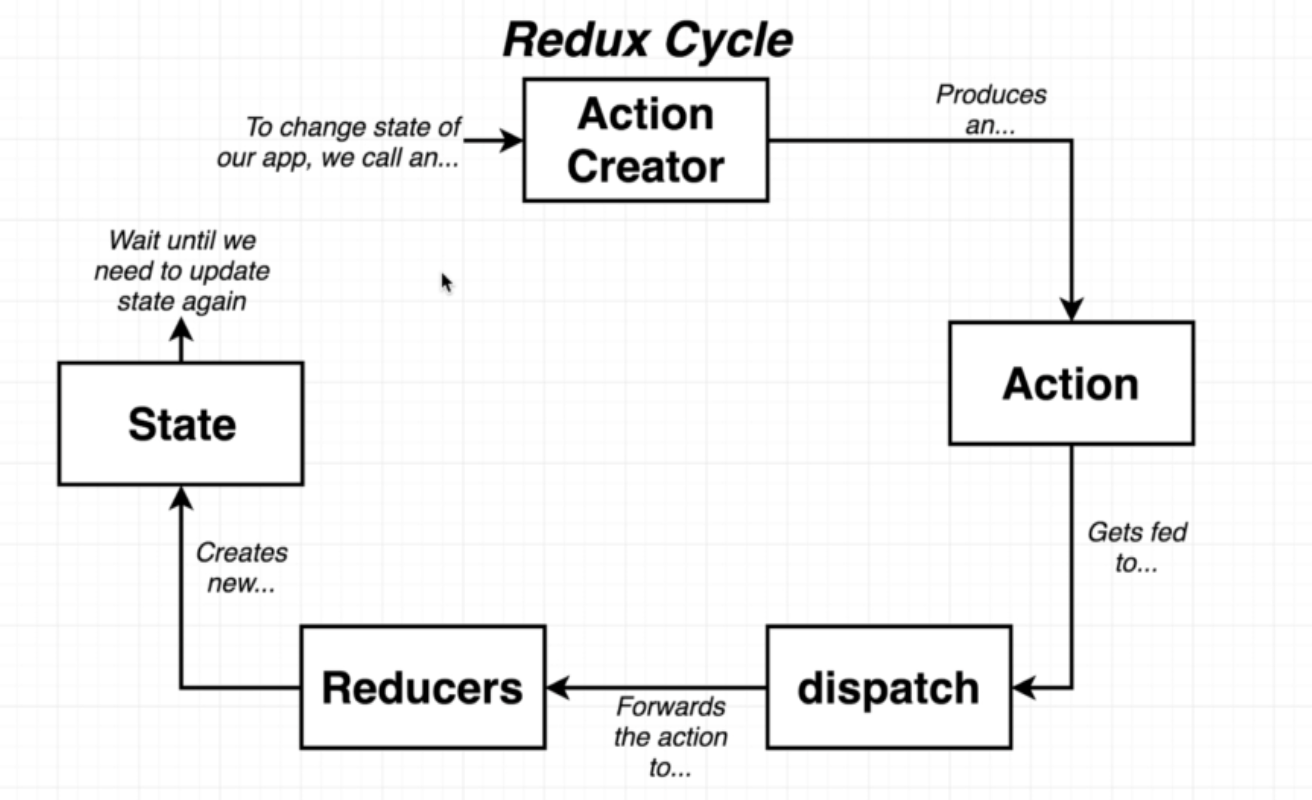 Redux Cycle
To change state of
our app, we call an...
Action
Creator
Produces
an...
Action
Gets fed
to...
dispatch
Forwards
the action
to...
Reducers
Creates
new...
State
Wait until we
need to update
state again